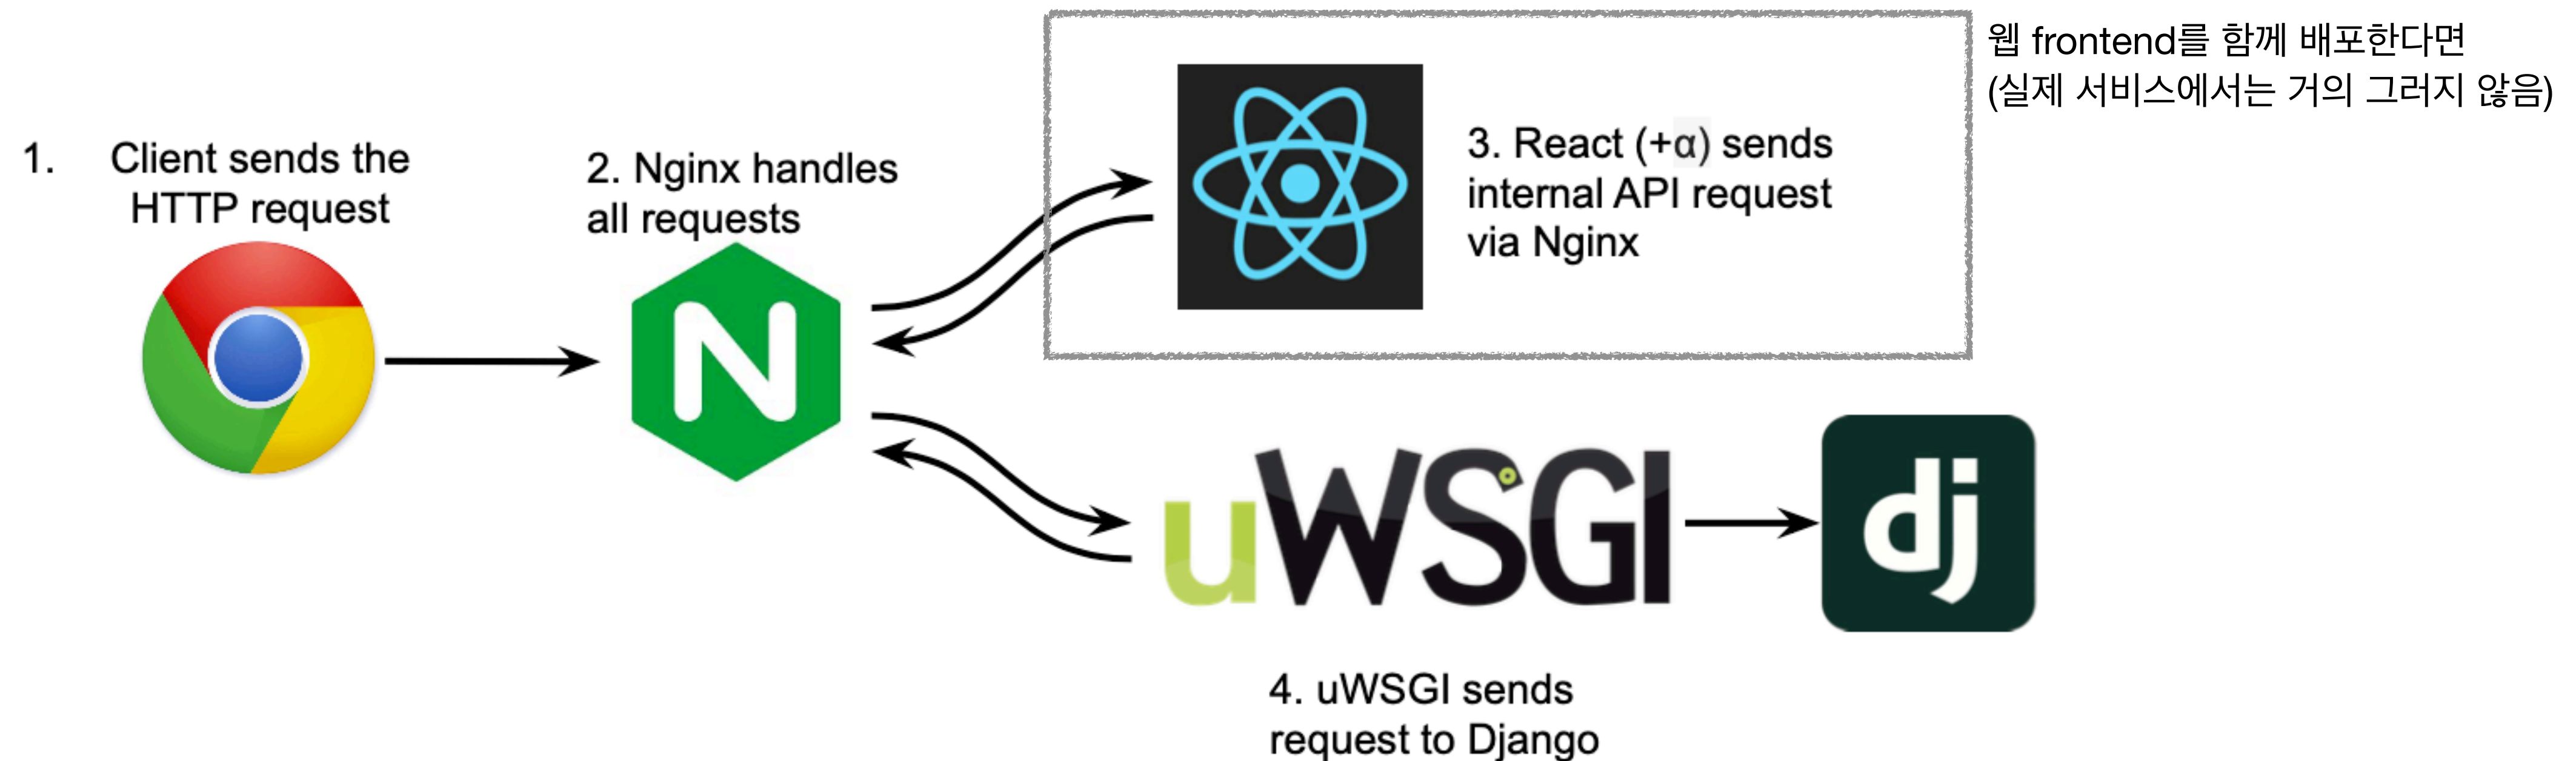 웹 frontend를 함께 배포한다면
(실제 서비스에서는 거의 그러지 않음)
1. Client sends the
HTTP request
2. Nginx handles
all requests
N
3. React (+α) sends
internal API request
via Nginx
uWSGI
dj
4. uWSGI sends
request to Django